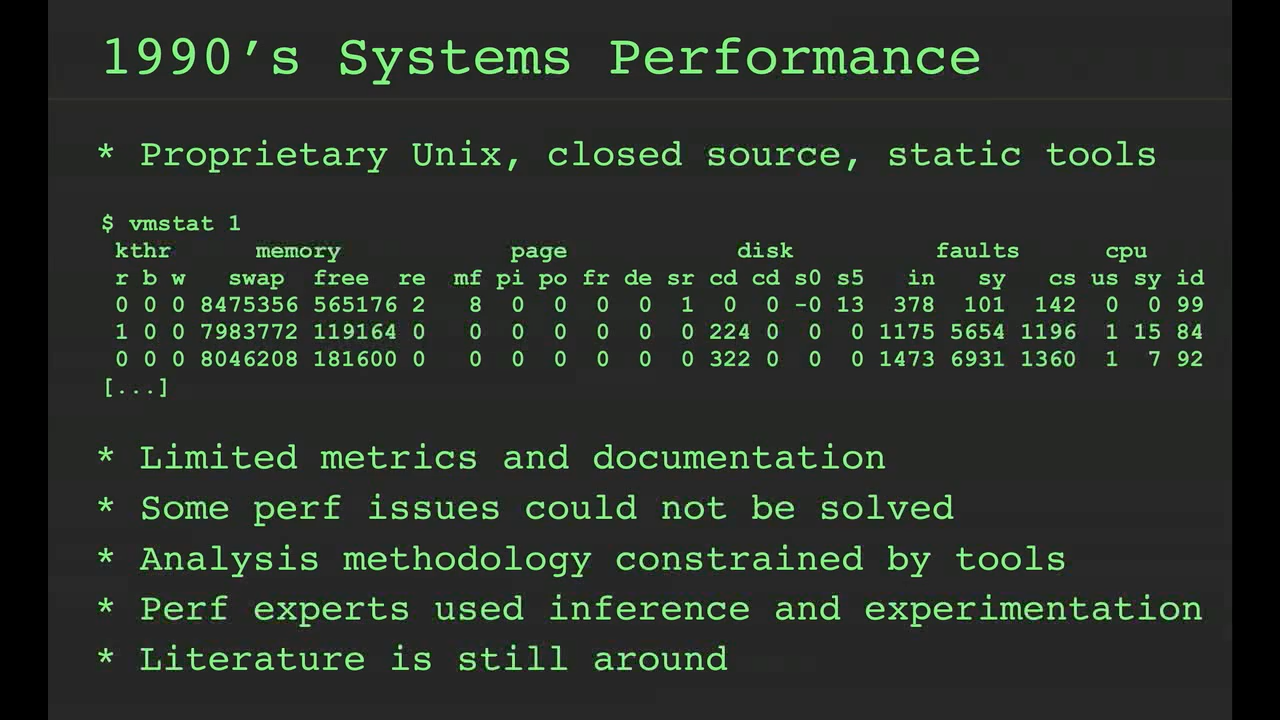 1990’s Systems Performance
* Proprietary Unix, closed source, static tools
$ vmstat 1
 kthr      memory            page            disk          faults      cpu
 r b w   swap  free  re  mf pi po fr de sr cd cd s0 s5   in   sy   cs us sy id
 0 0 0 8475356 565176 2   8  0  0  0  0  1  0  0 -0 13  378  101  142  0  0 99
 1 0 0 7983772 119164 0   0  0  0  0  0  0 224 0  0  0 1175 5654 1196  1 15 84
 0 0 0 8046208 181600 0   0  0  0  0  0  0 322 0  0  0 1473 6931 1360  1  7 92
[...]
* Limited metrics and documentation
* Some perf issues could not be solved
* Analysis methodology constrained by tools
* Perf experts used inference and experimentation
* Literature is still around